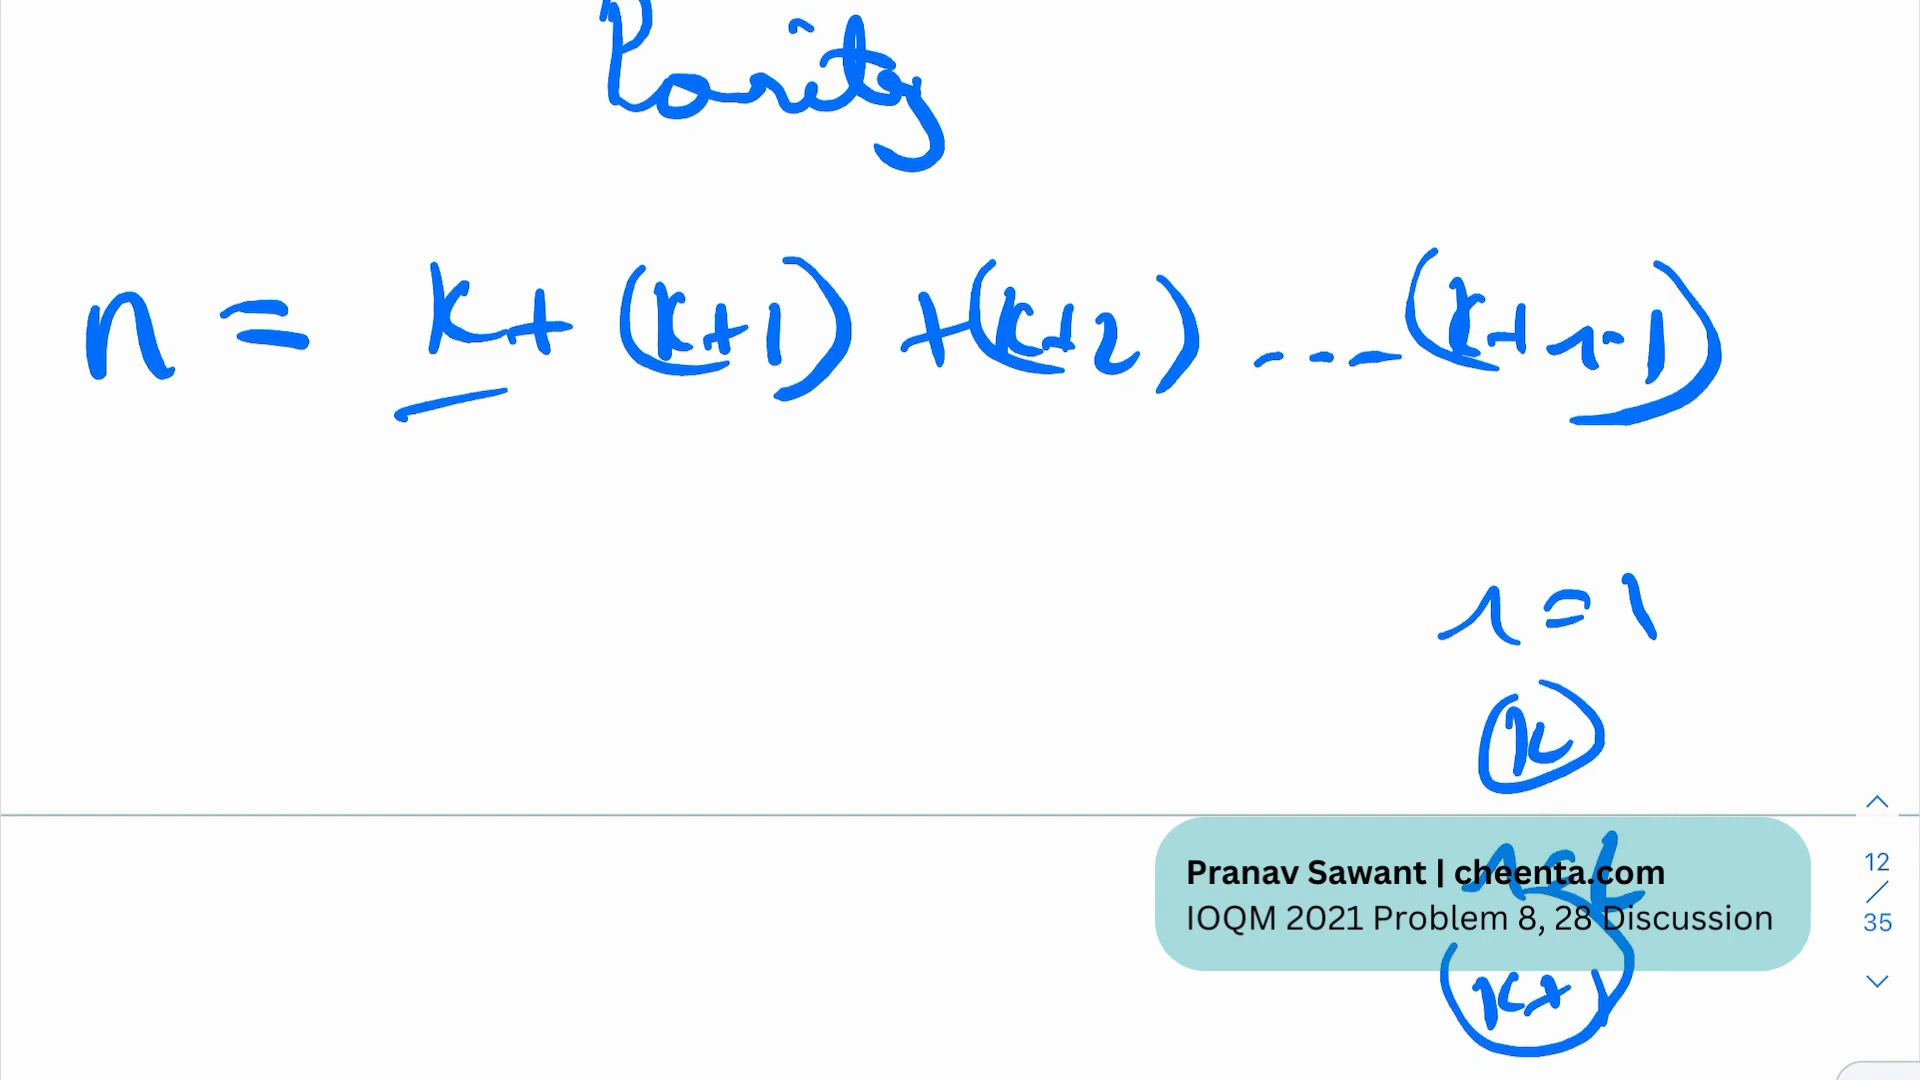 Parity
n = k + (k+1) + (k+2) --- (k+r-1)
r = 1
k
Pranav Sawant | cheenta.com
IOQM 2021 Problem 8, 28 Discussion
12
/
35